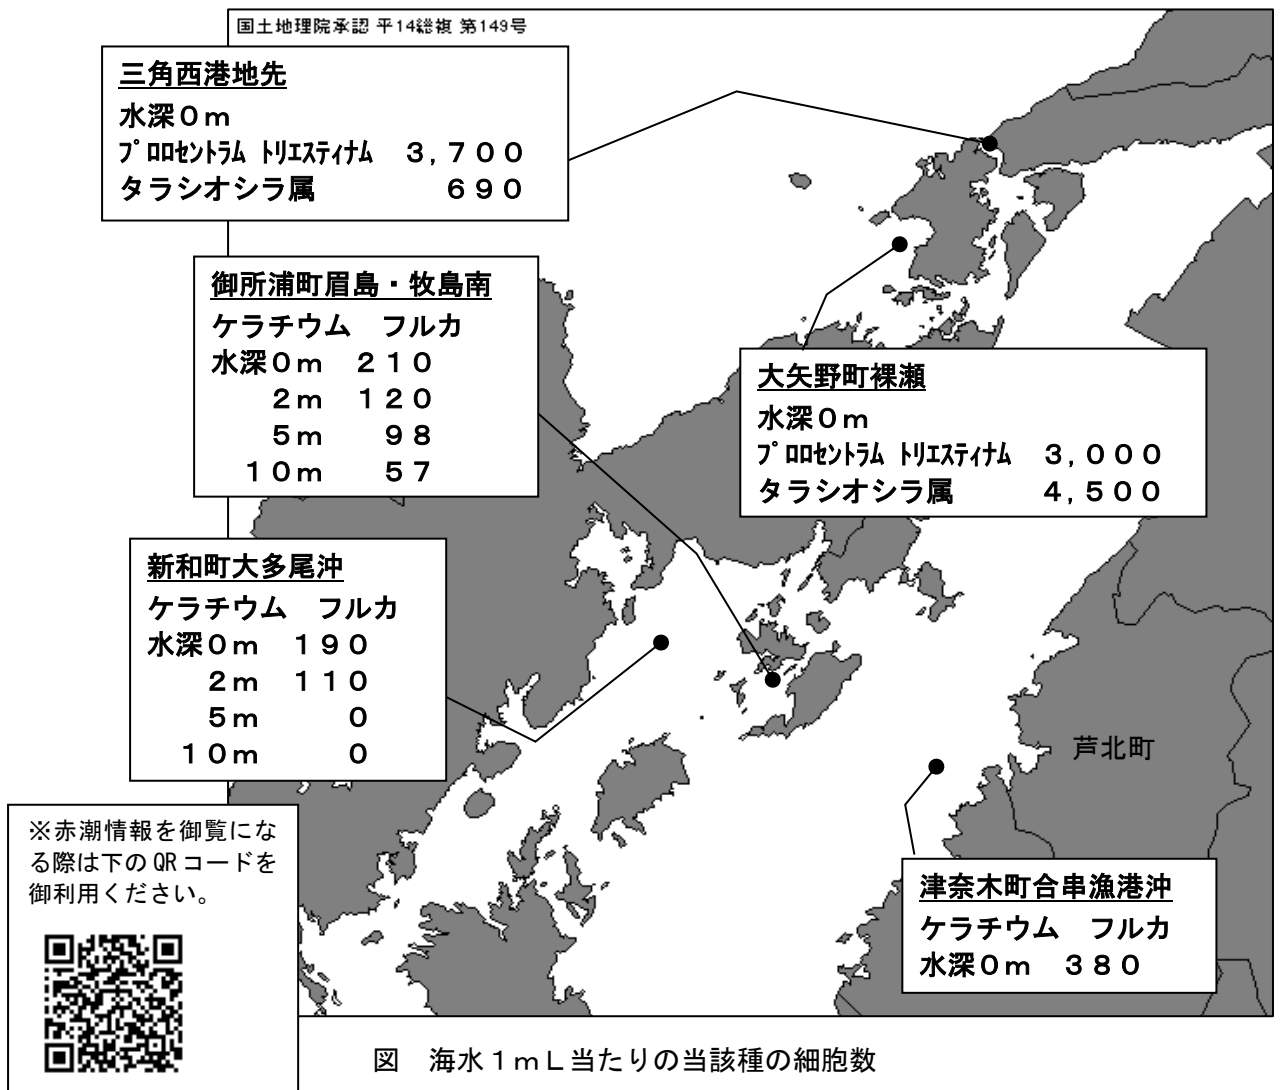 国土地理院承認 平14総複 第149号
三角西港地先
水深0m
プロロセントラム トリエスティナム 3,700
タラシオシラ属 690
御所浦町眉島・牧島南
ケラチウム フルカ
水深0m 210
2m 120
5m 98
10m 57
大矢野町裸瀬
水深0m
プロロセントラム トリエスティナム 3,000
タラシオシラ属 4,500
新和町大多尾沖
ケラチウム フルカ
水深0m 190
2m 110
5m 0
10m 0
芦北町
※赤潮情報を御覧にな
る際は下のQRコードを
御利用ください。
津奈木町合串漁港沖
ケラチウム フルカ
水深0m 380
図 海水1mL当たりの当該種の細胞数